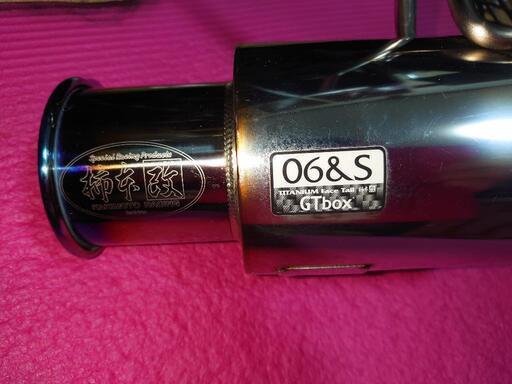 Special Racing Products
柿本改
KAKIMOTO RACING
06&S
TITANIUM Face Tail
GTbox